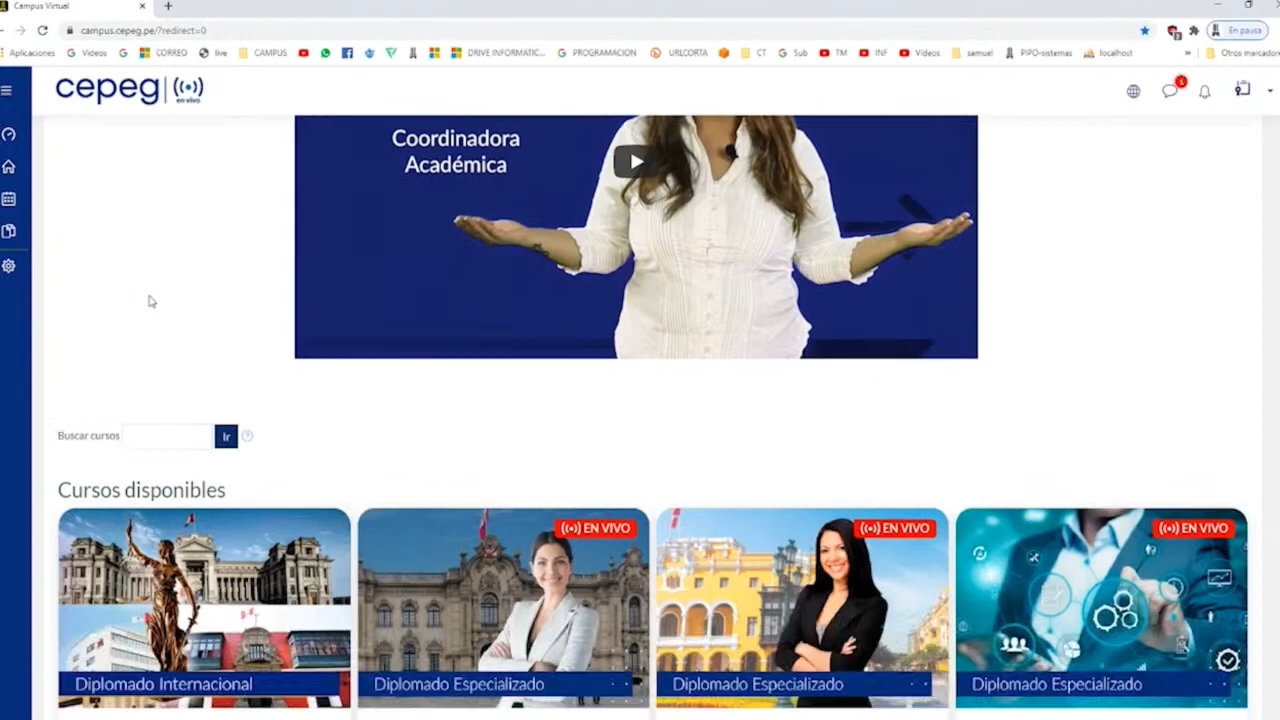 Campus Virtual
campus.cepeg.pe/?redirect=0
En pausa
Aplicaciones
Videos
CORREO
live
CAMPUS
DRIVE INFORMATIC...
PROGRAMACION
URLCORTA
CT
Sub
TM
INF
Videos
samuel
PIPO-sistemas
localhost
»
Otros marcador
cepeg
en vivo
1
Coordinadora
Académica
Buscar cursos
Ir
Cursos disponibles
EN VIVO
EN VIVO
EN VIVO
Diplomado Internacional
Diplomado Especializado
Diplomado Especializado
Diplomado Especializado